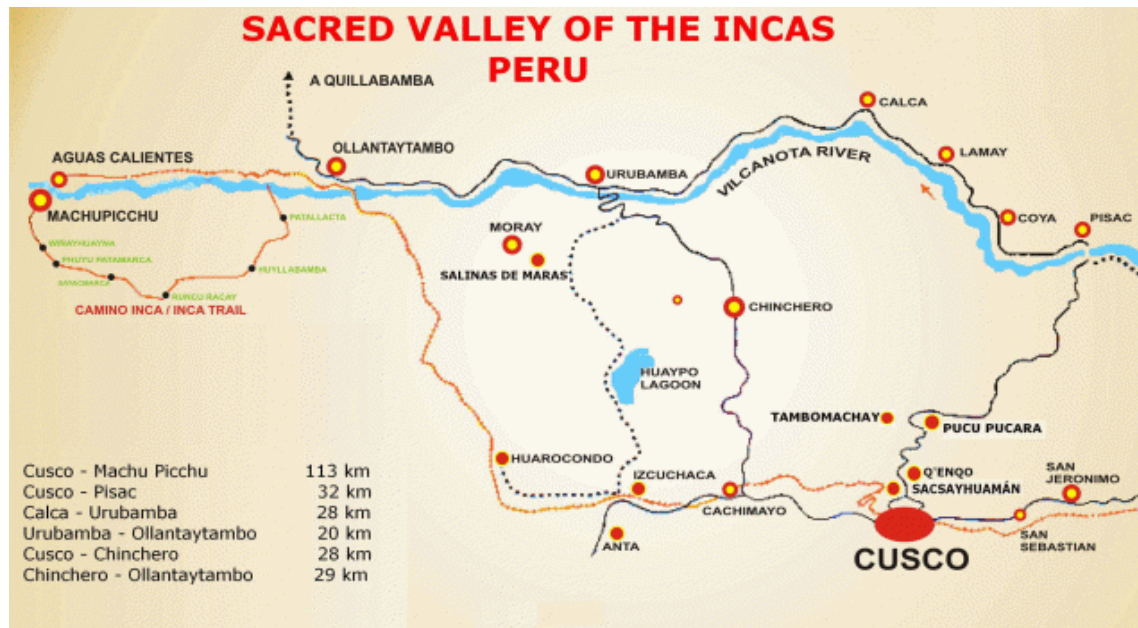 SACRED VALLEY OF THE INCAS
PERU
A QUILLABAMBA
CALCA
OLLANTAYTAMBO
LAMAY
AGUAS CALIENTES
VILCANOTA RIVER
URUBAMBA
MACHUPICCHU
PATALLACTA
COYA
PISAC
MORAY
WIÑAYHUAYNA
PHUYU PATAMARCA
SALINAS DE MARAS
HUYLLABAMBA
RUNCU RACAY
CAMINO INCA / INCA TRAIL
CHINCHERO
HUAYPO
LAGOON
TAMBOMACHAY
PUCU PUCARA
HUAROCONDO
IZCUCHACA
Q'ENQO
SAN
JERONIMO
SACSAYHUAMÁN
CACHIMAYO
ANTA
SAN
SEBASTIAN
CUSCO
Cusco - Machu Picchu 113 km
Cusco - Pisac 32 km
Calca - Urubamba 28 km
Urubamba - Ollantaytambo 20 km
Cusco - Chinchero 28 km
Chinchero - Ollantaytambo 29 km